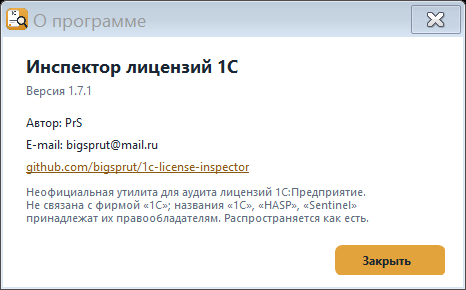 1С
О программе
Инспектор лицензий 1С
Версия 1.7.1
Автор: PrS
E-mail: bigsprut@mail.ru
github.com/bigsprut/1c-license-inspector
Неофициальная утилита для аудита лицензий 1С:Предприятие.
Не связана с фирмой «1С»; названия «1С», «HASP», «Sentinel»
принадлежат их правообладателям. Распространяется как есть.
Закрыть